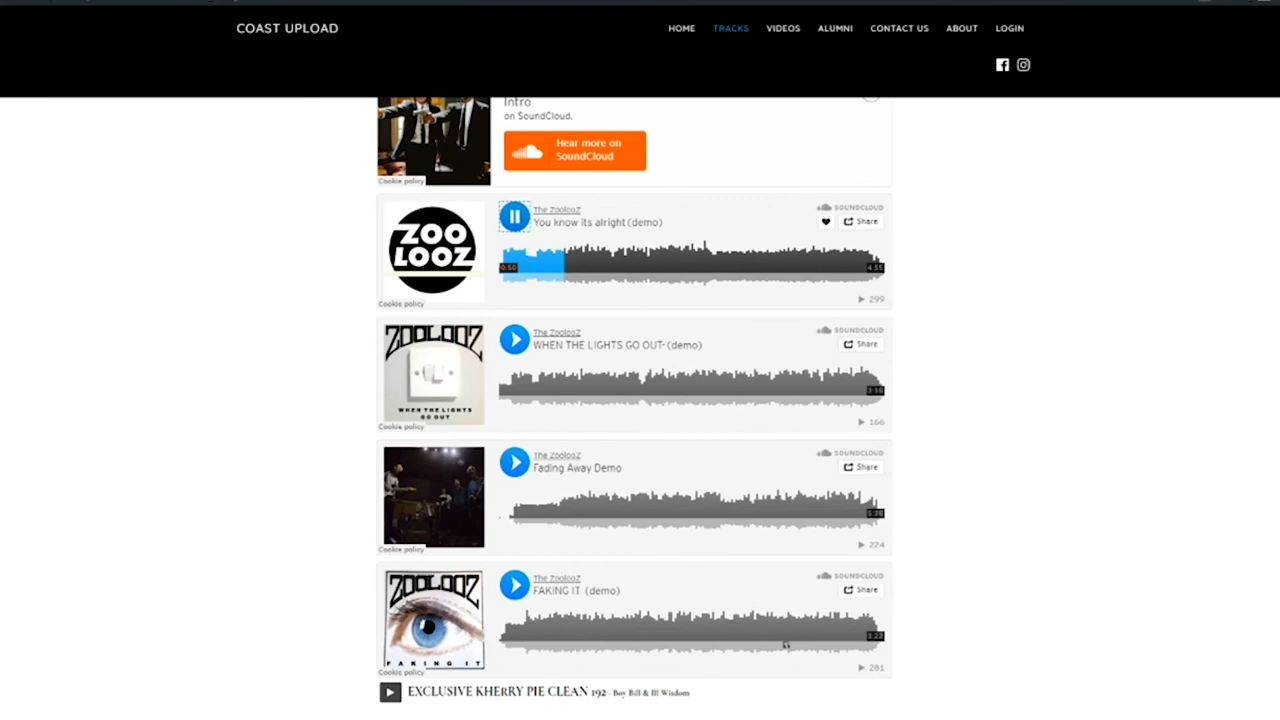 COAST UPLOAD
HOME TRACKS VIDEOS ALUMNI CONTACT US ABOUT LOGIN
Intro
on SoundCloud.
Hear more on
SoundCloud
Cookie policy
The ZoolooZ
You know its alright (demo)
SOUNDCLOUD
Share
ZOO
LOOZ
0:50
4:55
299
Cookie policy
The ZoolooZ
WHEN THE LIGHTS GO OUT- (demo)
SOUNDCLOUD
Share
ZOOLOOZ
WHEN THE LIGHTS
GO OUT
166
Cookie policy
The ZoolooZ
Fading Away Demo
SOUNDCLOUD
Share
224
Cookie policy
The ZoolooZ
FAKING IT (demo)
SOUNDCLOUD
Share
ZOOLOOZ
FAKING IT
281
Cookie policy
EXCLUSIVE KHERRY PIE CLEAN 192 - Boy Bill & Ill Wisdom